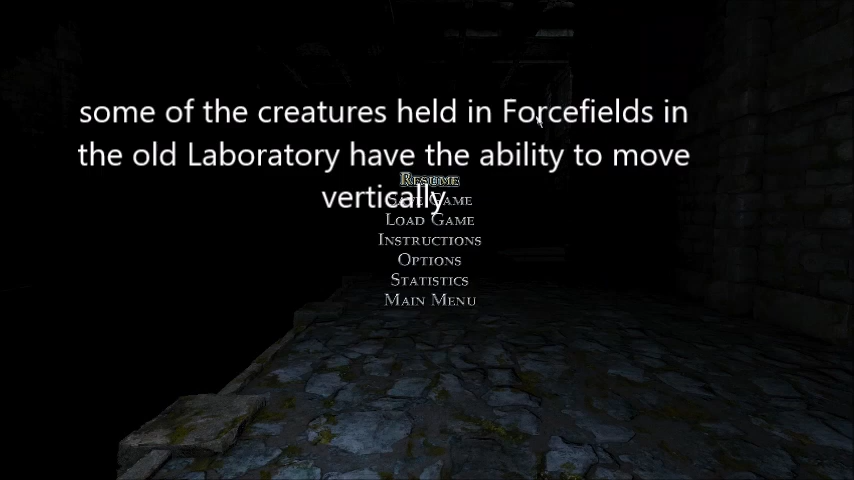 some of the creatures held in Forcefields in
the old Laboratory have the ability to move
vertically
Resume
Game
Load Game
Instructions
Options
Statistics
Main Menu